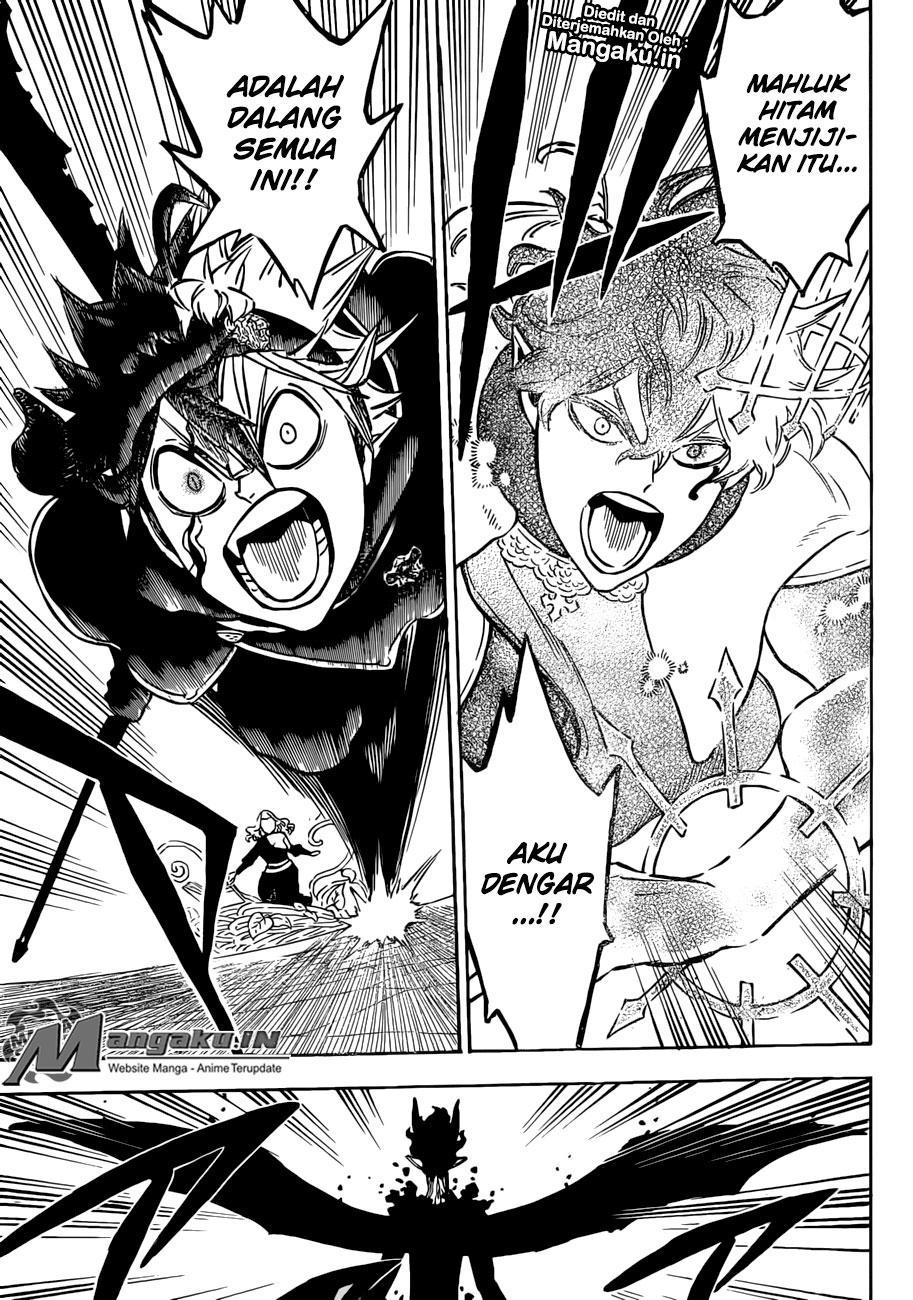 Diedit dan
Diterjemahkan Oleh :
Mangaku.in
MAHLUK
HITAM
MENJIJI-
KAN ITU...
ADALAH
DALANG
SEMUA
INI!!
AKU
DENGAR
...!!
Mangaku.IN
Website Manga - Anime Terupdate